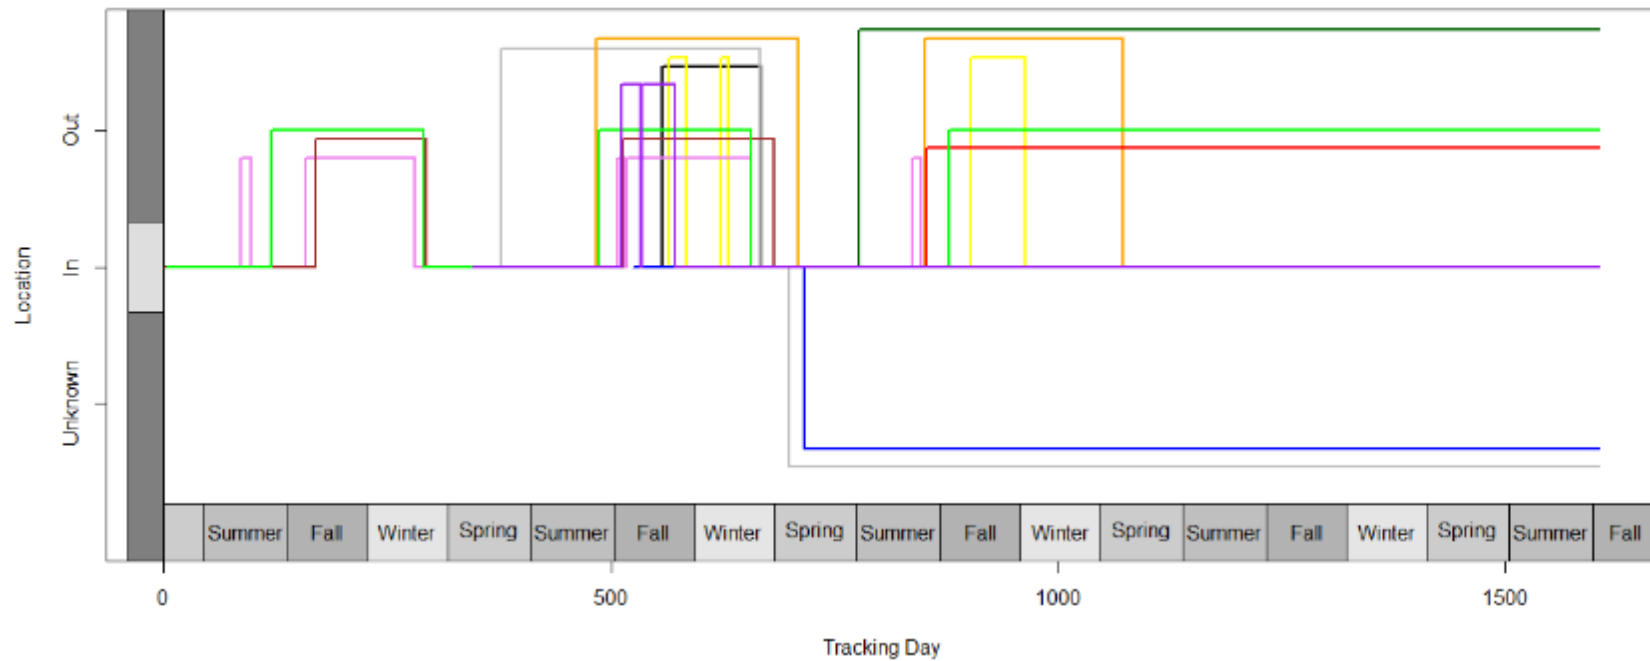 Location
Out
In
Unknown
Summer Fall Winter Spring Summer Fall Winter Spring Summer Fall Winter Spring Summer Fall Winter Spring Summer Fall
0 500 1000 1500
Tracking Day